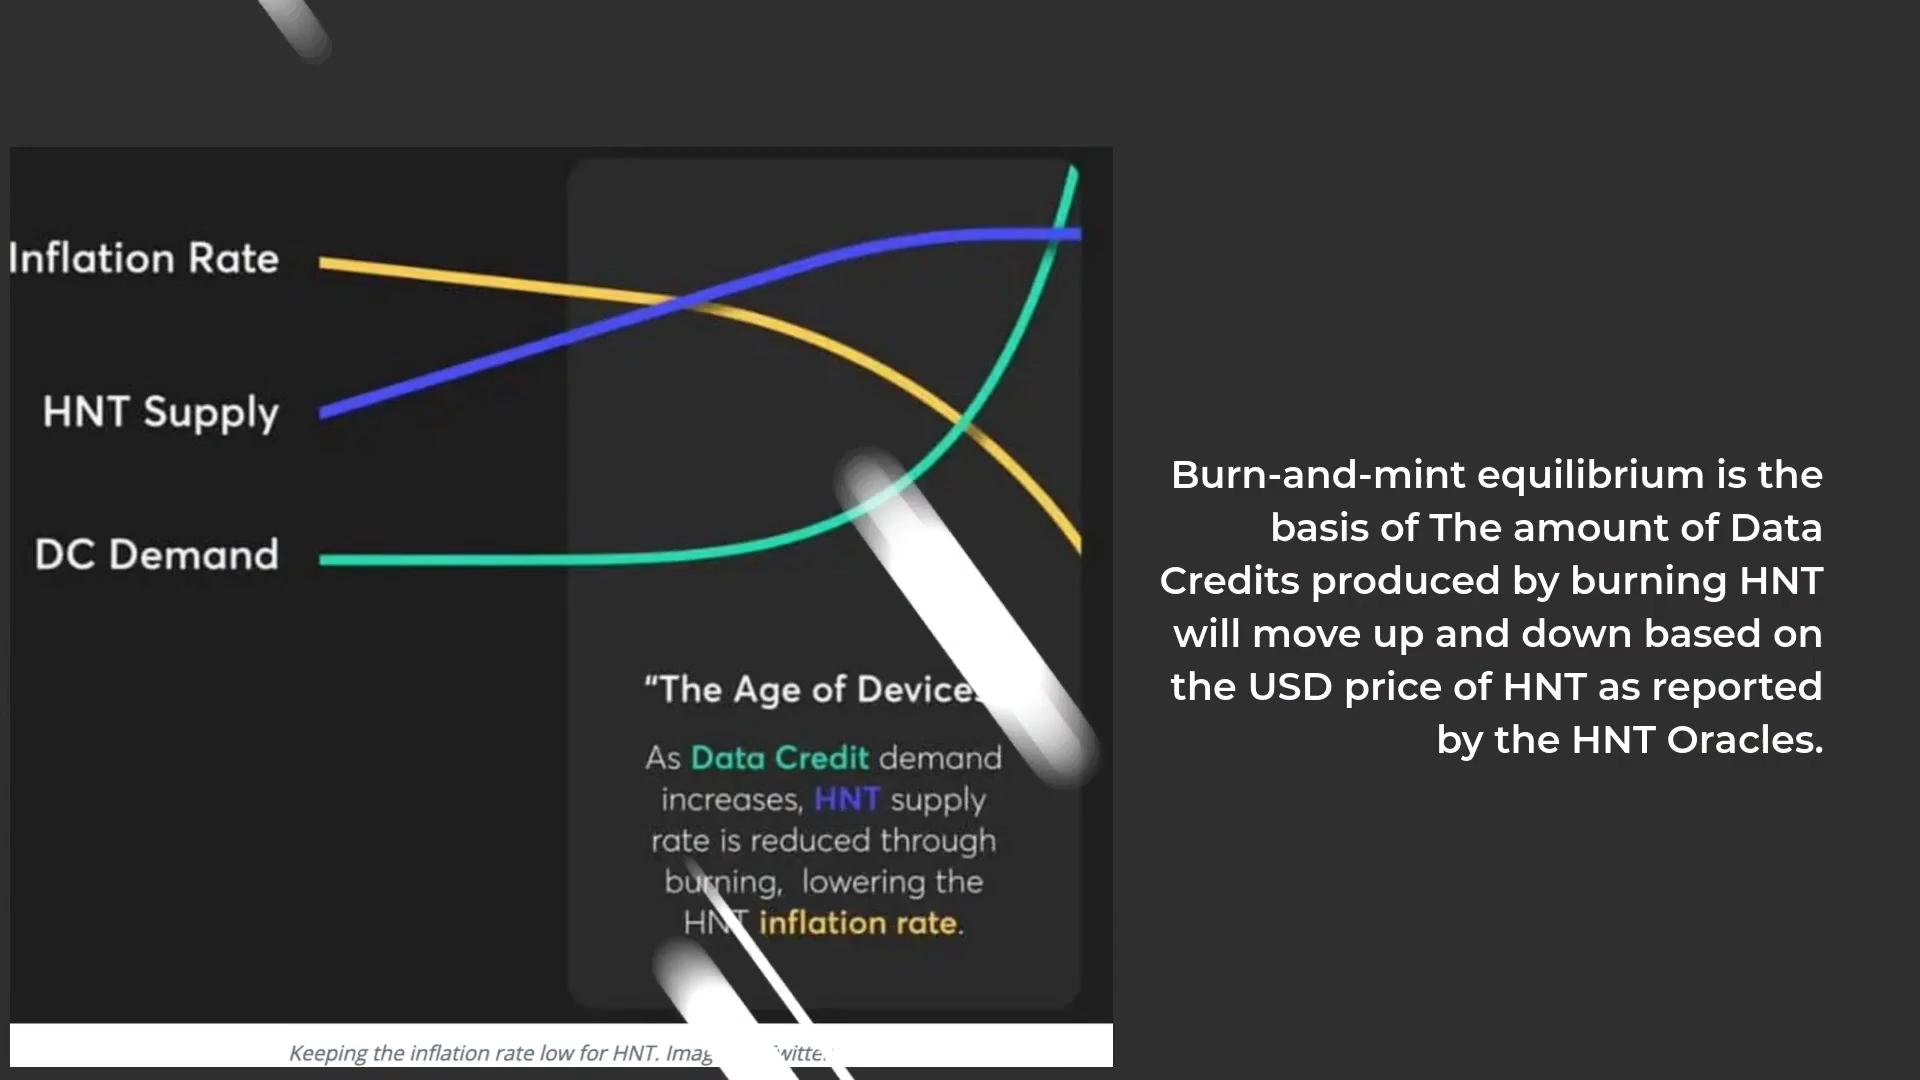 Inflation Rate
HNT Supply
DC Demand
"The Age of Devices
As Data Credit demand
increases, HNT supply
rate is reduced through
burning, lowering the
HNT inflation rate.
Keeping the inflation rate low for HNT.
Burn-and-mint equilibrium is the
basis of The amount of Data
Credits produced by burning HNT
will move up and down based on
the USD price of HNT as reported
by the HNT Oracles.